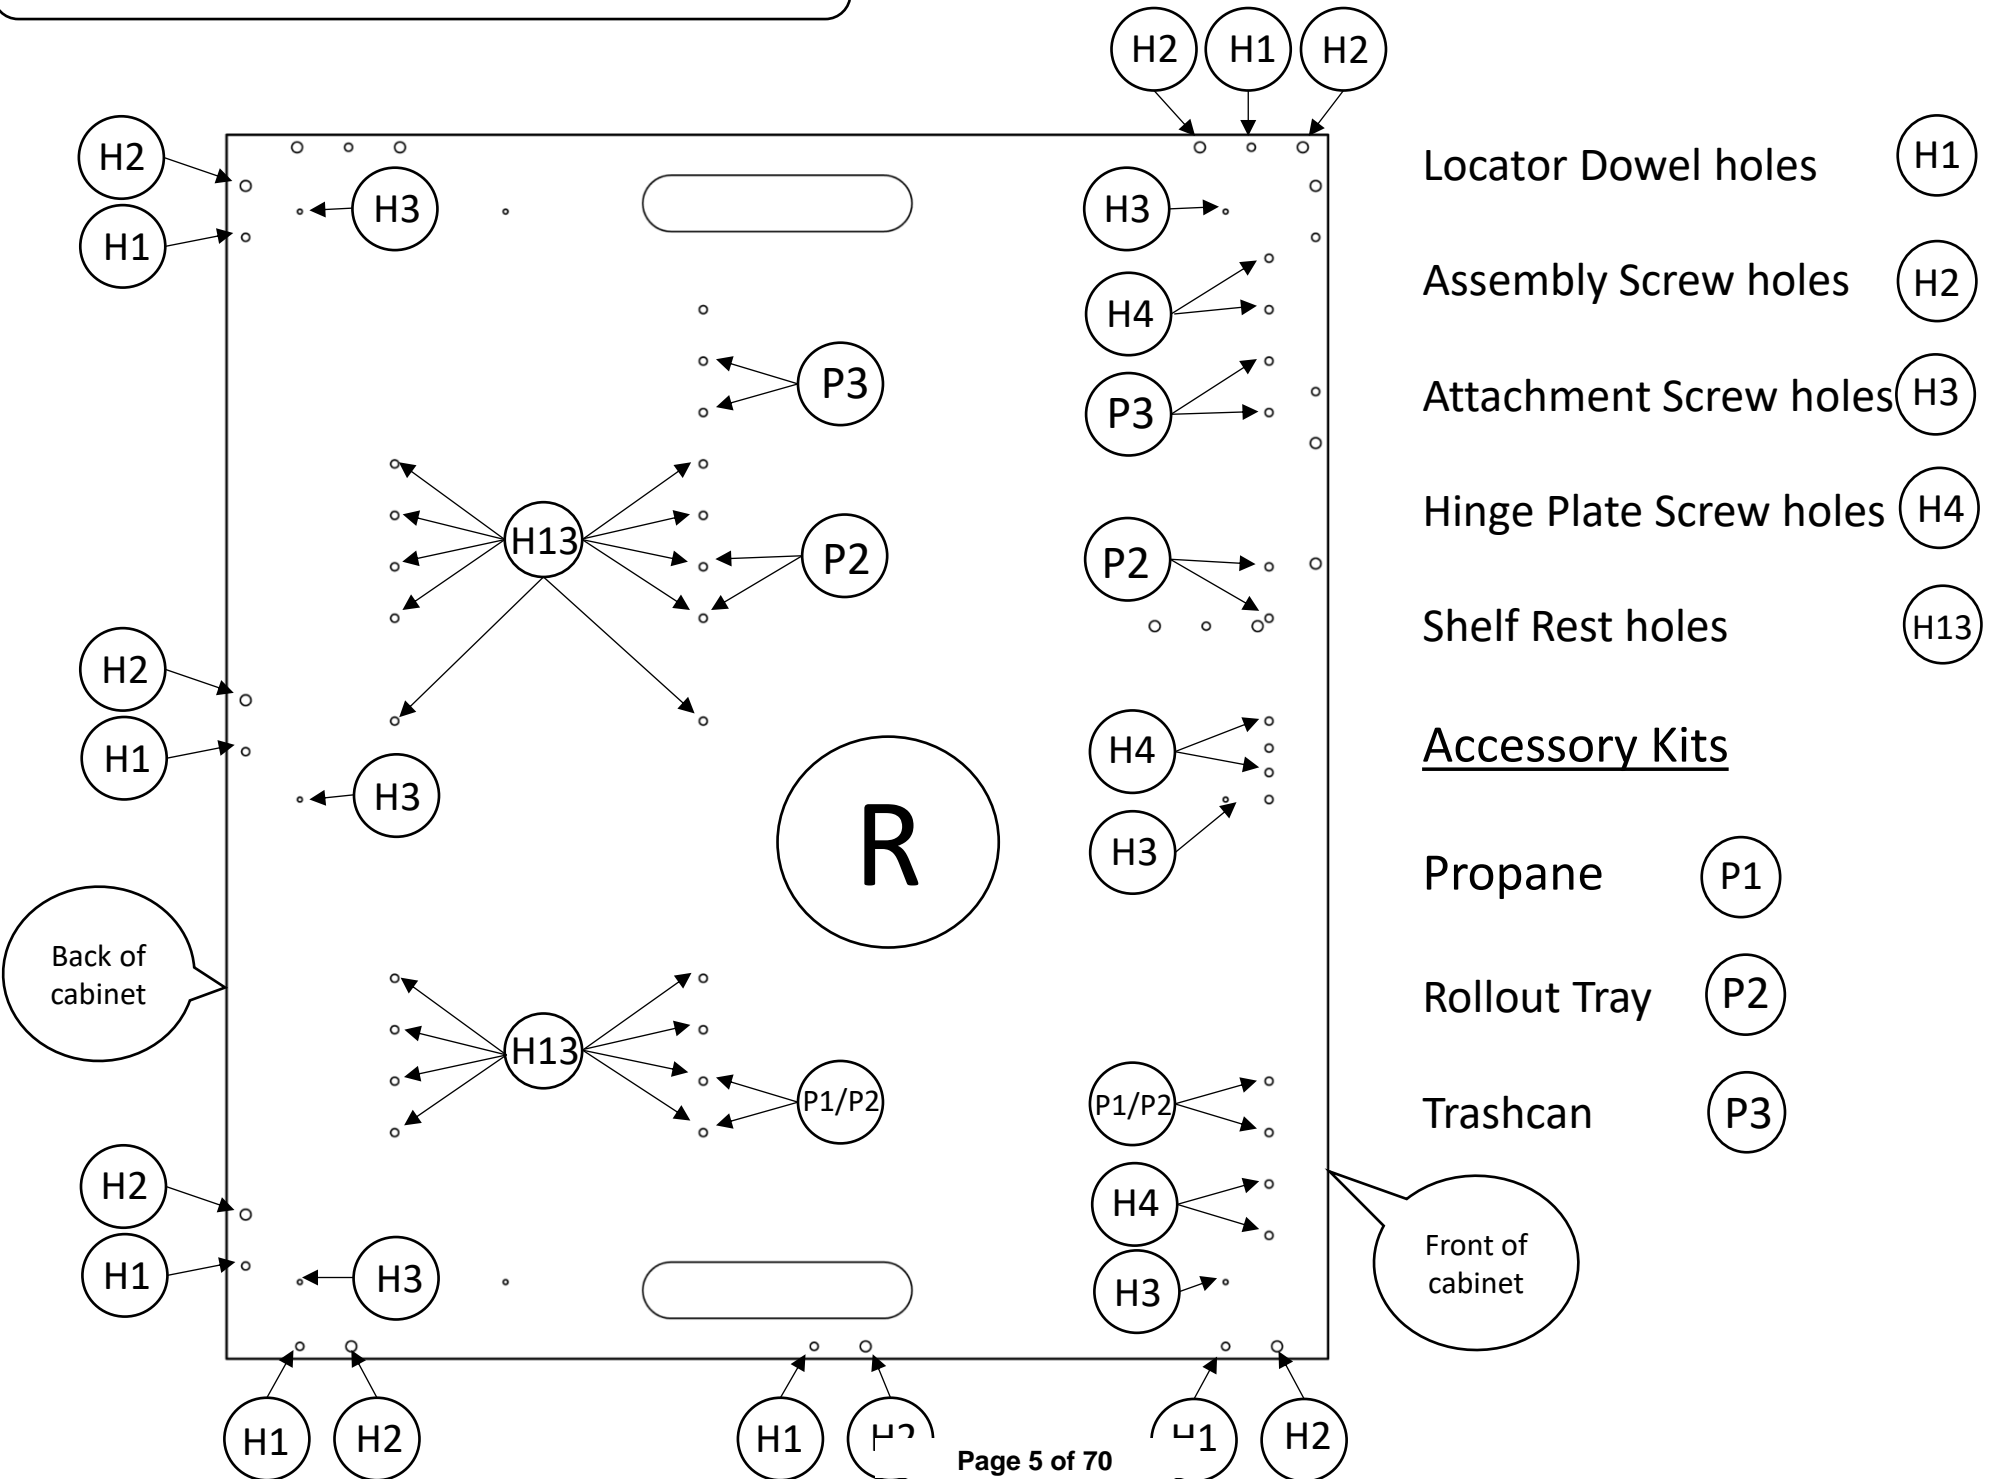 H2 H1 H2
H2
H1
H3
H3
H4
P3
P3
H13
P2
P2
H2
H1
H4
H3
H3
R
Back of
cabinet
H13
P1/P2
P1/P2
H2
H1
H4
H3
H3
Front of
cabinet
H1 H2 H1 H2 H1 H2
Locator Dowel holes H1
Assembly Screw holes H2
Attachment Screw holes H3
Hinge Plate Screw holes H4
Shelf Rest holes H13
Accessory Kits
Propane P1
Rollout Tray P2
Trashcan P3
Page 5 of 70